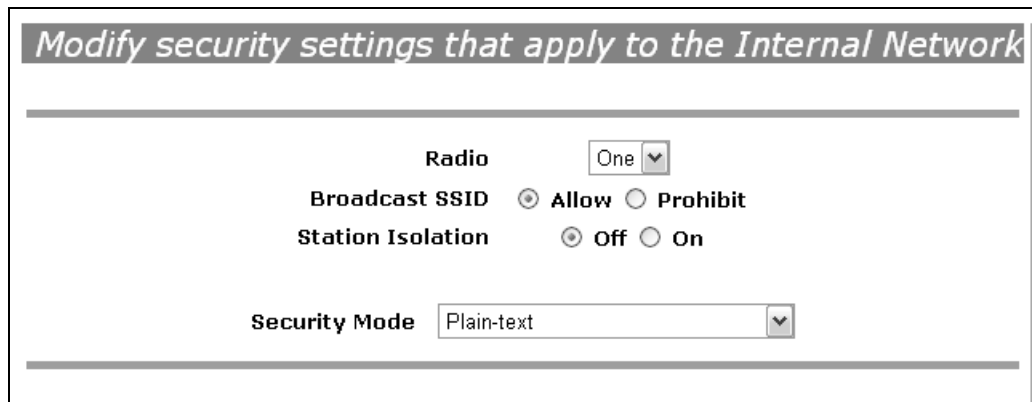 Modify security settings that apply to the Internal Network
Radio One
Broadcast SSID Allow Prohibit
Station Isolation Off On
Security Mode Plain-text